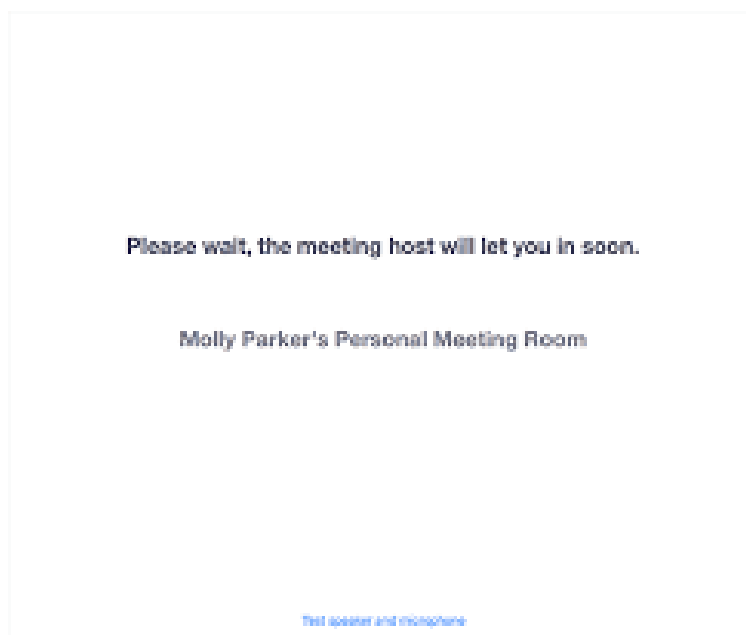 Please wait, the meeting host will let you in soon.
Molly Parker's Personal Meeting Room
Test speaker and microphone